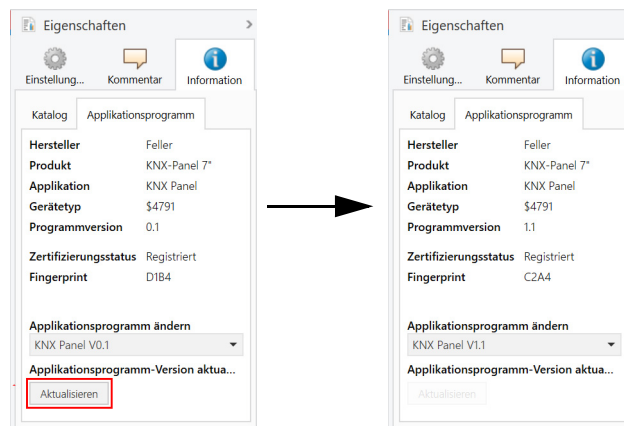 Eigenschaften
Einstellung... Kommentar Information
Katalog Applikationsprogramm
Hersteller Feller
Produkt KNX-Panel 7"
Applikation KNX Panel
Gerätetyp $4791
Programmversion 0.1
Zertifizierungsstatus Registriert
Fingerprint D1B4
Applikationsprogramm ändern
KNX Panel V0.1
Applikationsprogramm-Version aktua...
Aktualisieren
Eigenschaften
Einstellung... Kommentar Information
Katalog Applikationsprogramm
Hersteller Feller
Produkt KNX-Panel 7"
Applikation KNX Panel
Gerätetyp $4791
Programmversion 1.1
Zertifizierungsstatus Registriert
Fingerprint C2A4
Applikationsprogramm ändern
KNX Panel V1.1
Applikationsprogramm-Version aktua...
Aktualisieren